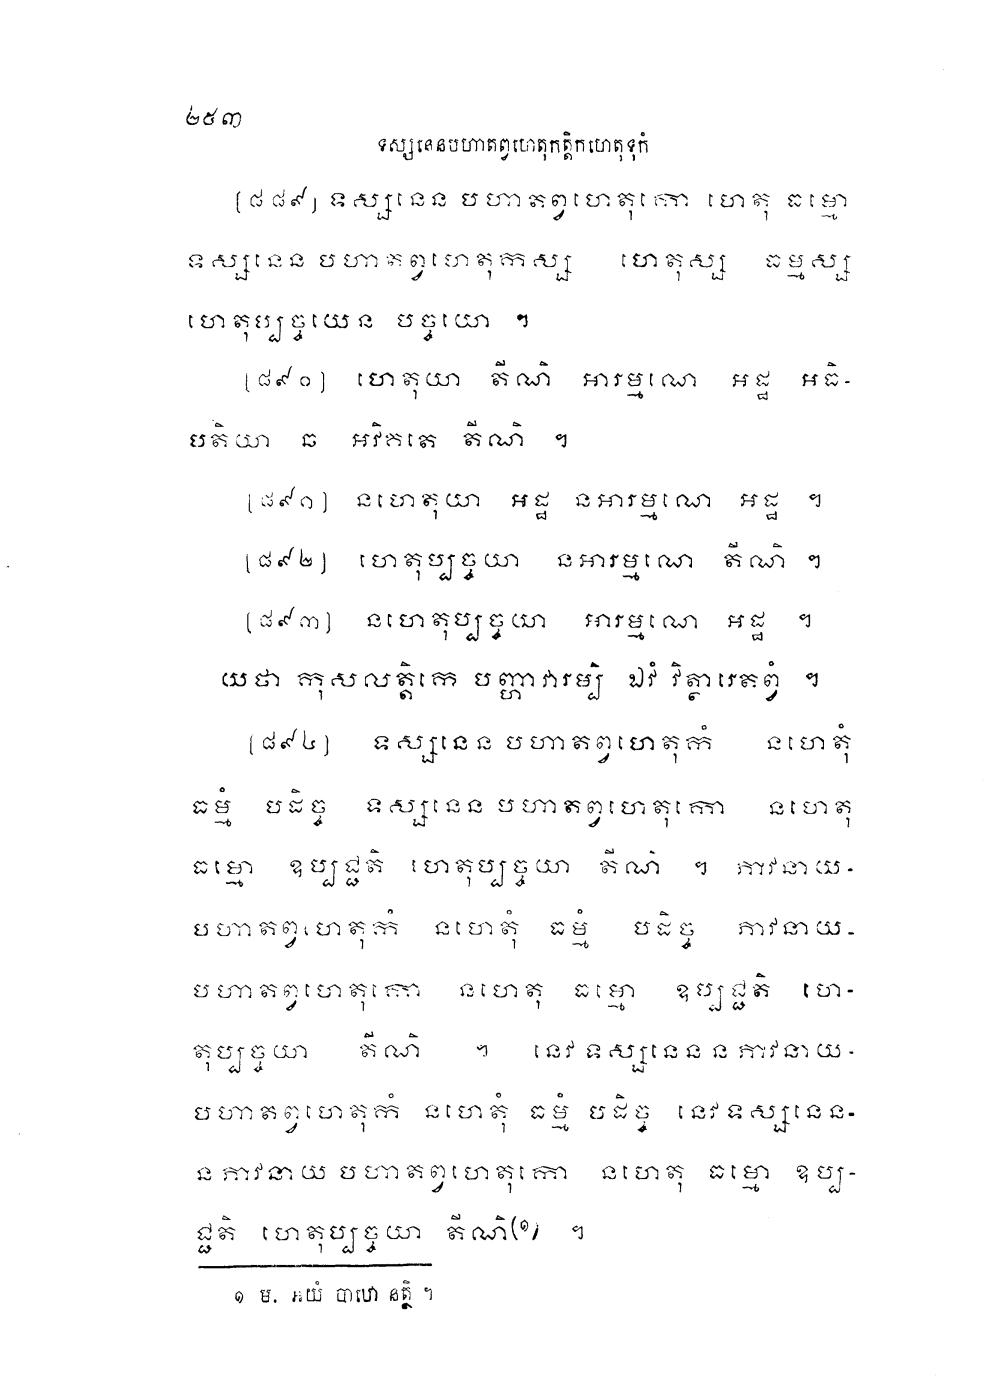 ២៥៣
ទស្សនេនបហាតព្វហេតុកត្តិកហេតុទុកំ
[៨៨៩] ទស្សនេន បហាតព្វហេតុកោ ហេតុ ធម្មោ
ទស្សនេន បហាតព្វហេតុកស្ស ហេតុស្ស ធម្មស្ស
ហេតុប្បច្ចយេន បច្ចយោ ។
[៨៩០] ហេតុយា តីណិ អារម្មណេ អដ្ឋ អធិ-
បតិយា ឆ អវិគតេ តីណិ ។
[៨៩១] នហេតុយា អដ្ឋ នអារម្មណេ អដ្ឋ ។
[៨៩២] ហេតុប្បច្ចយា នអារម្មណេ តីណិ ។
[៨៩៣] នហេតុប្បច្ចយា អារម្មណេ អដ្ឋ ។
យថា កុសលត្តិកេ បញ្ហាវារម្បិ ឯវំ វិត្ថារេតព្វំ ។
[៨៩៤] ទស្សនេន បហាតព្វហេតុកំ នហេតុំ
ធម្មំ បដិច្ច ទស្សនេន បហាតព្វហេតុកោ នហេតុ
ធម្មោ ឧប្បជ្ជតិ ហេតុប្បច្ចយា តីណិ ។ ភាវនាយ-
បហាតព្វហេតុកំ នហេតុំ ធម្មំ បដិច្ច ភាវនាយ-
បហាតព្វហេតុកោ នហេតុ ធម្មោ ឧប្បជ្ជតិ ហេ-
តុប្បច្ចយា តីណិ ។ នេវទស្សនេន ន ភាវនាយ-
បហាតព្វហេតុកំ នហេតុំ ធម្មំ បដិច្ច នេវទស្សនេន-
ន ភាវនាយ បហាតព្វហេតុកោ នហេតុ ធម្មោ ឧប្ប-
ជ្ជតិ ហេតុប្បច្ចយា តីណិ(១) ។
១ ម. អយំ បាឋោ នត្ថិ ។